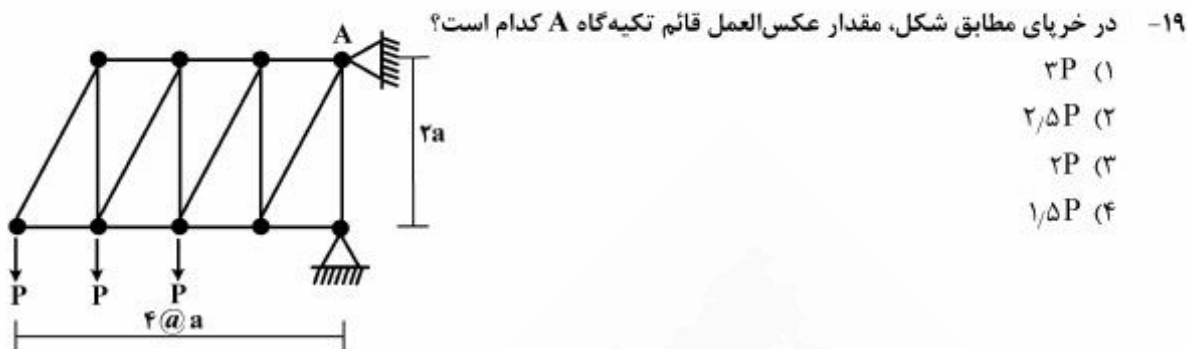 ۱۹- در خرپای مطابق شکل، مقدار عکس‌العمل قائم تکیه‌گاه A کدام است؟
۱) ۳P
۲) ۲٫۵P
۳) ۲P
۴) ۱٫۵P
A
۲a
P P P
۴@a